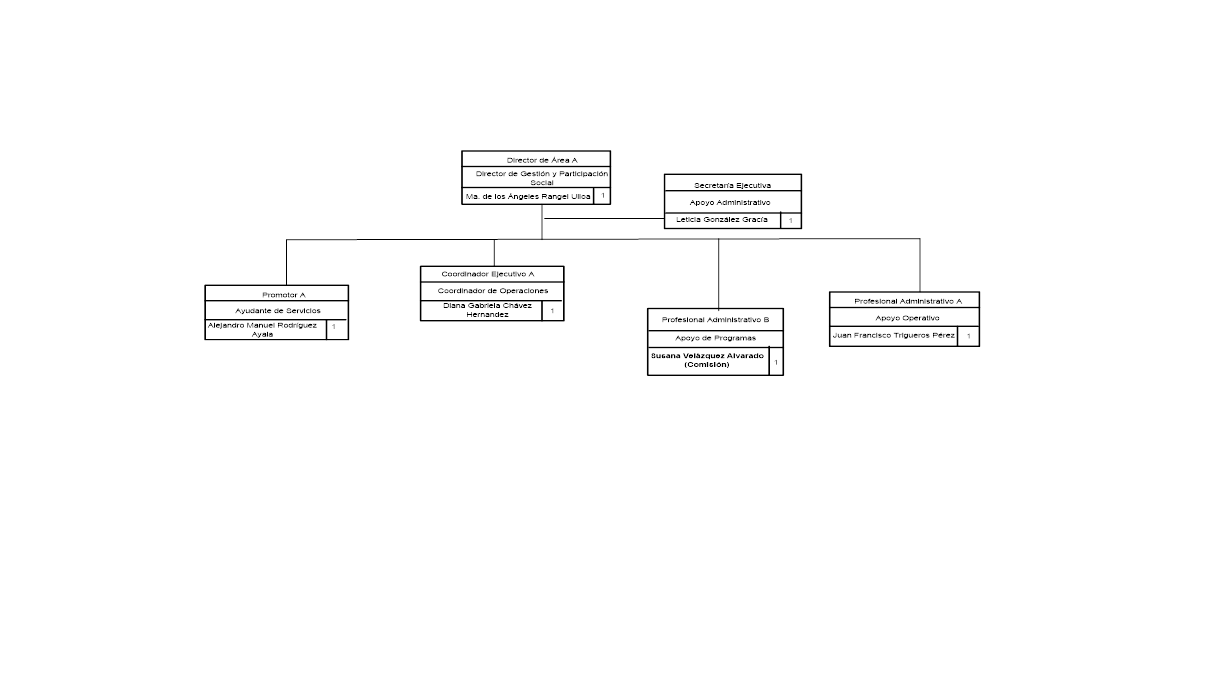 Director de Área A
Director de Gestión y Participación
Social
Ma. de los Ángeles Rangel Ulloa 1
Secretaría Ejecutiva
Apoyo Administrativo
Leticia González Gracía 1
Promotor A
Ayudante de Servicios
Alejandro Manuel Rodríguez
Ayala
1
Coordinador Ejecutivo A
Coordinador de Operaciones
Diana Gabriela Chávez
Hernandez
1
Profesional Administrativo B
Apoyo de Programas
Susana Velázquez Alvarado
(Comisión)
1
Profesional Administrativo A
Apoyo Operativo
Juan Francisco Trigueros Pérez 1